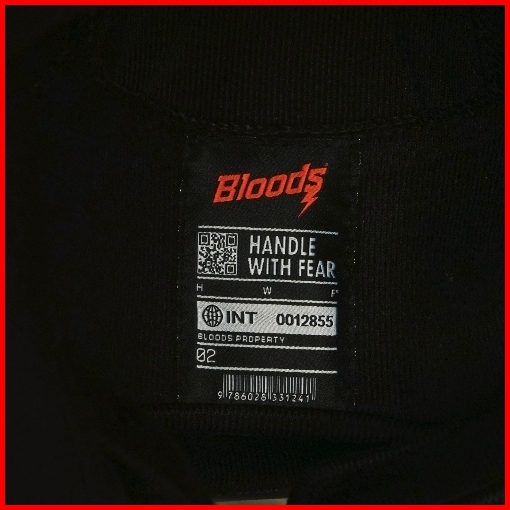 Bloods
HANDLE
WITH FEAR
H W F
INT 0012855
BLOODS PROPERTY
02
9 786028 331241